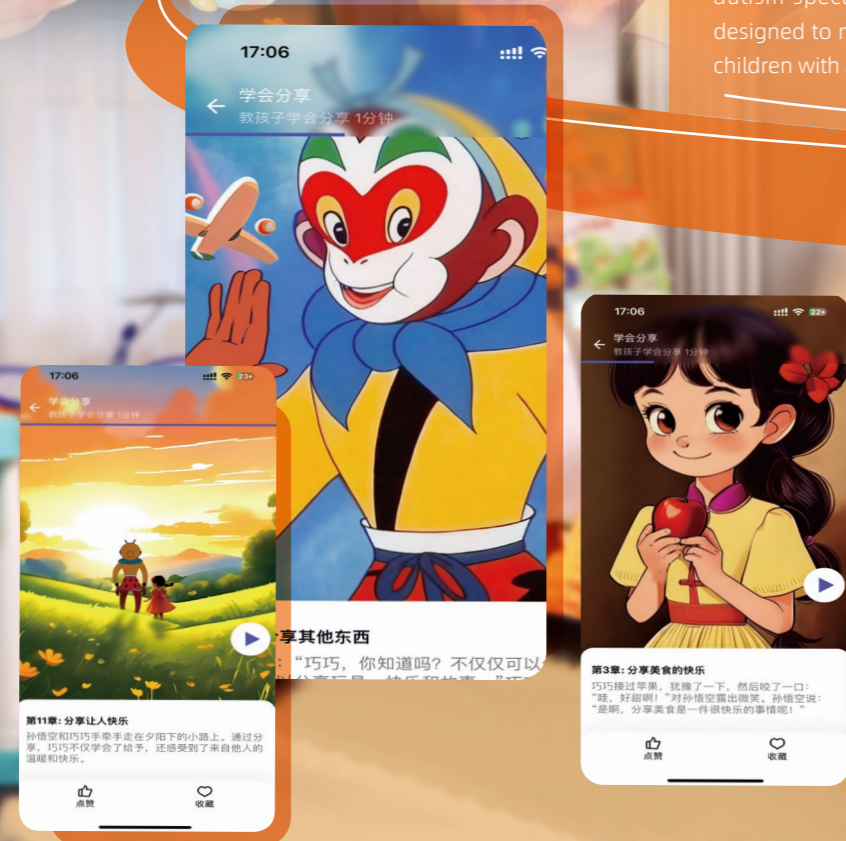 autism spect
designed to m
children with
17:06
学会分享
教孩子学会分享 1分钟
享其他东西
：“巧巧，你知道吗？不仅仅可以
17:06
23+
学会分享
教孩子学会分享 1分钟
第11章: 分享让人快乐
孙悟空和巧巧手牵手走在夕阳下的小路上。通过分
享，巧巧不仅学会了给予，还感受到了来自他人的
温暖和快乐。
点赞
收藏
17:06
22+
学会分享
教孩子学会分享 1分钟
第3章: 分享美食的快乐
巧巧接过苹果，犹豫了一下，然后咬了一口：
“哇，好甜啊！”对孙悟空露出微笑。孙悟空说：
“是啊，分享美食是一件很快乐的事情呢！”
点赞
收藏